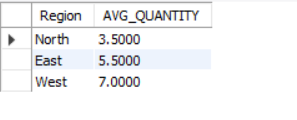 Region AVG_QUANTITY
North 3.5000
East 5.5000
West 7.0000